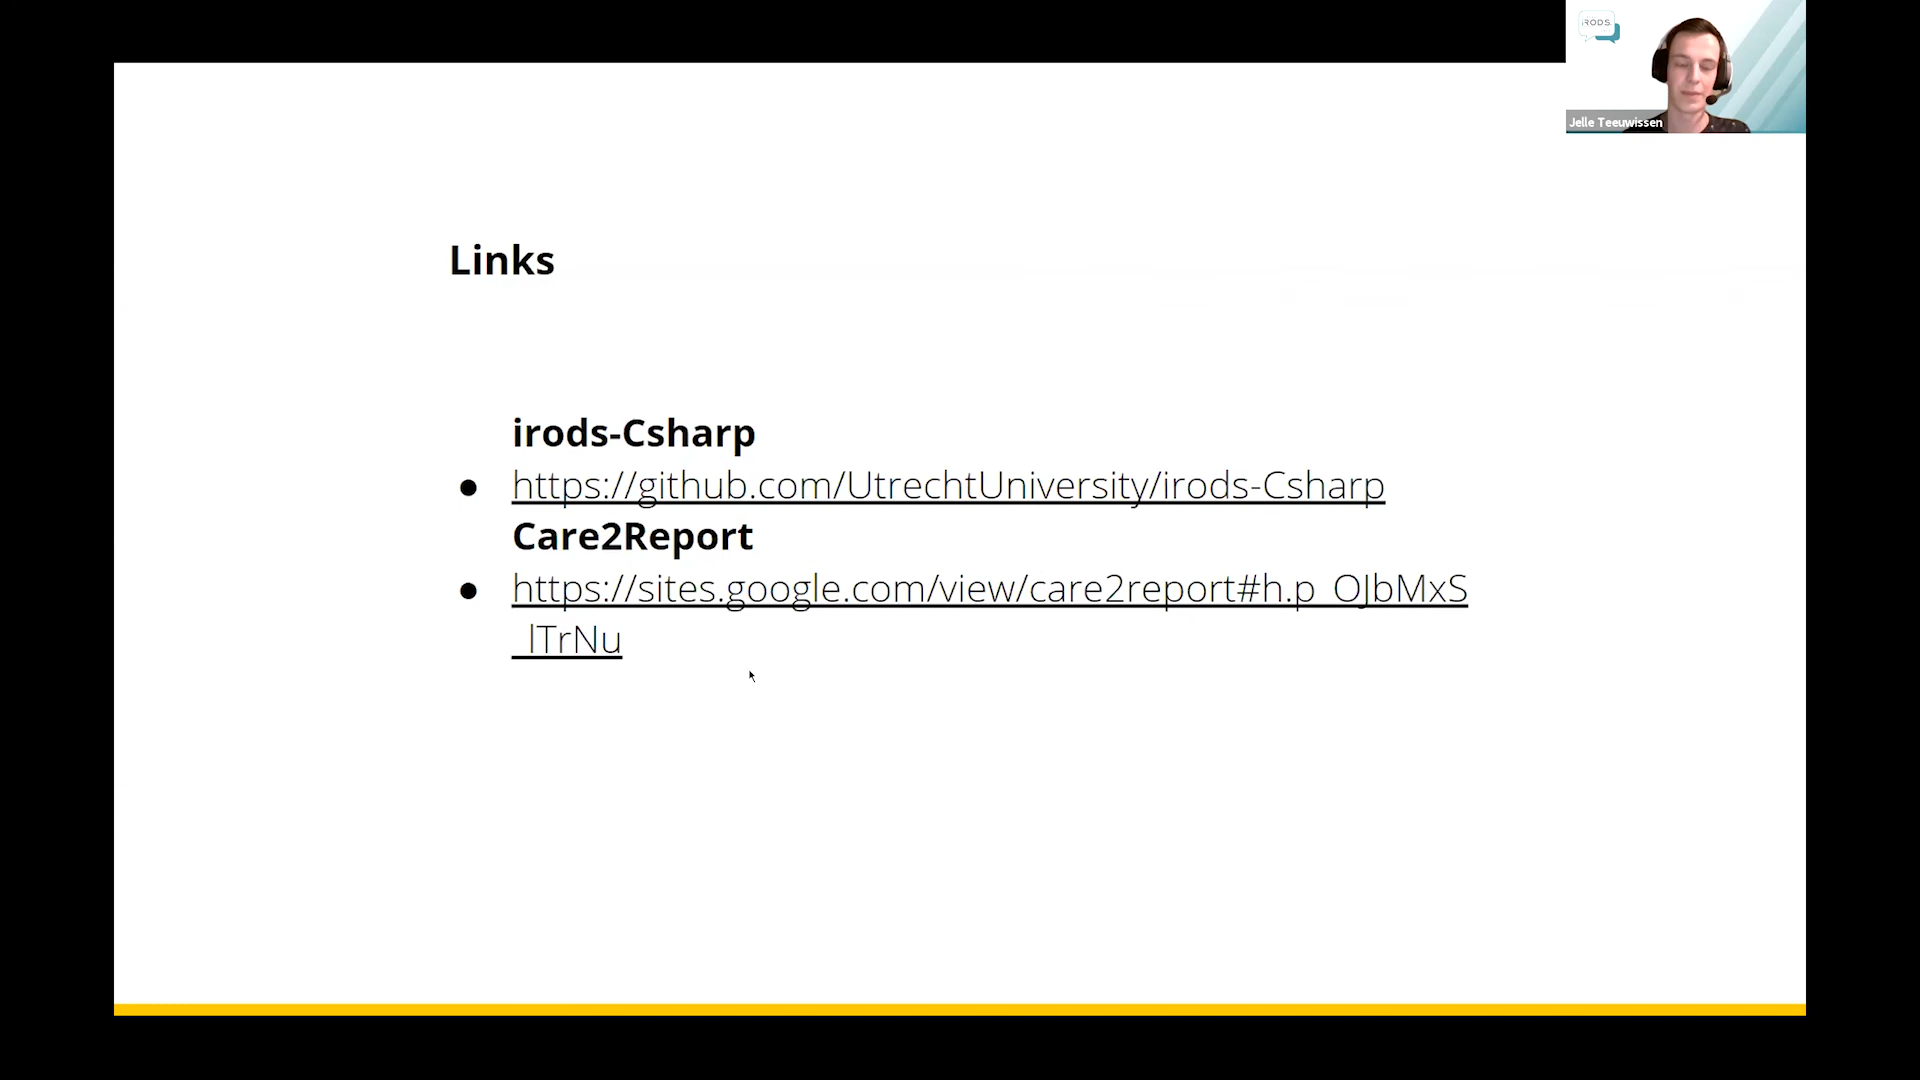 iRODS
Jelle Teeuwissen
Links
irods-Csharp
● https://github.com/UtrechtUniversity/irods-Csharp
Care2Report
● https://sites.google.com/view/care2report#h.p_OJbMxS
_lTrNu